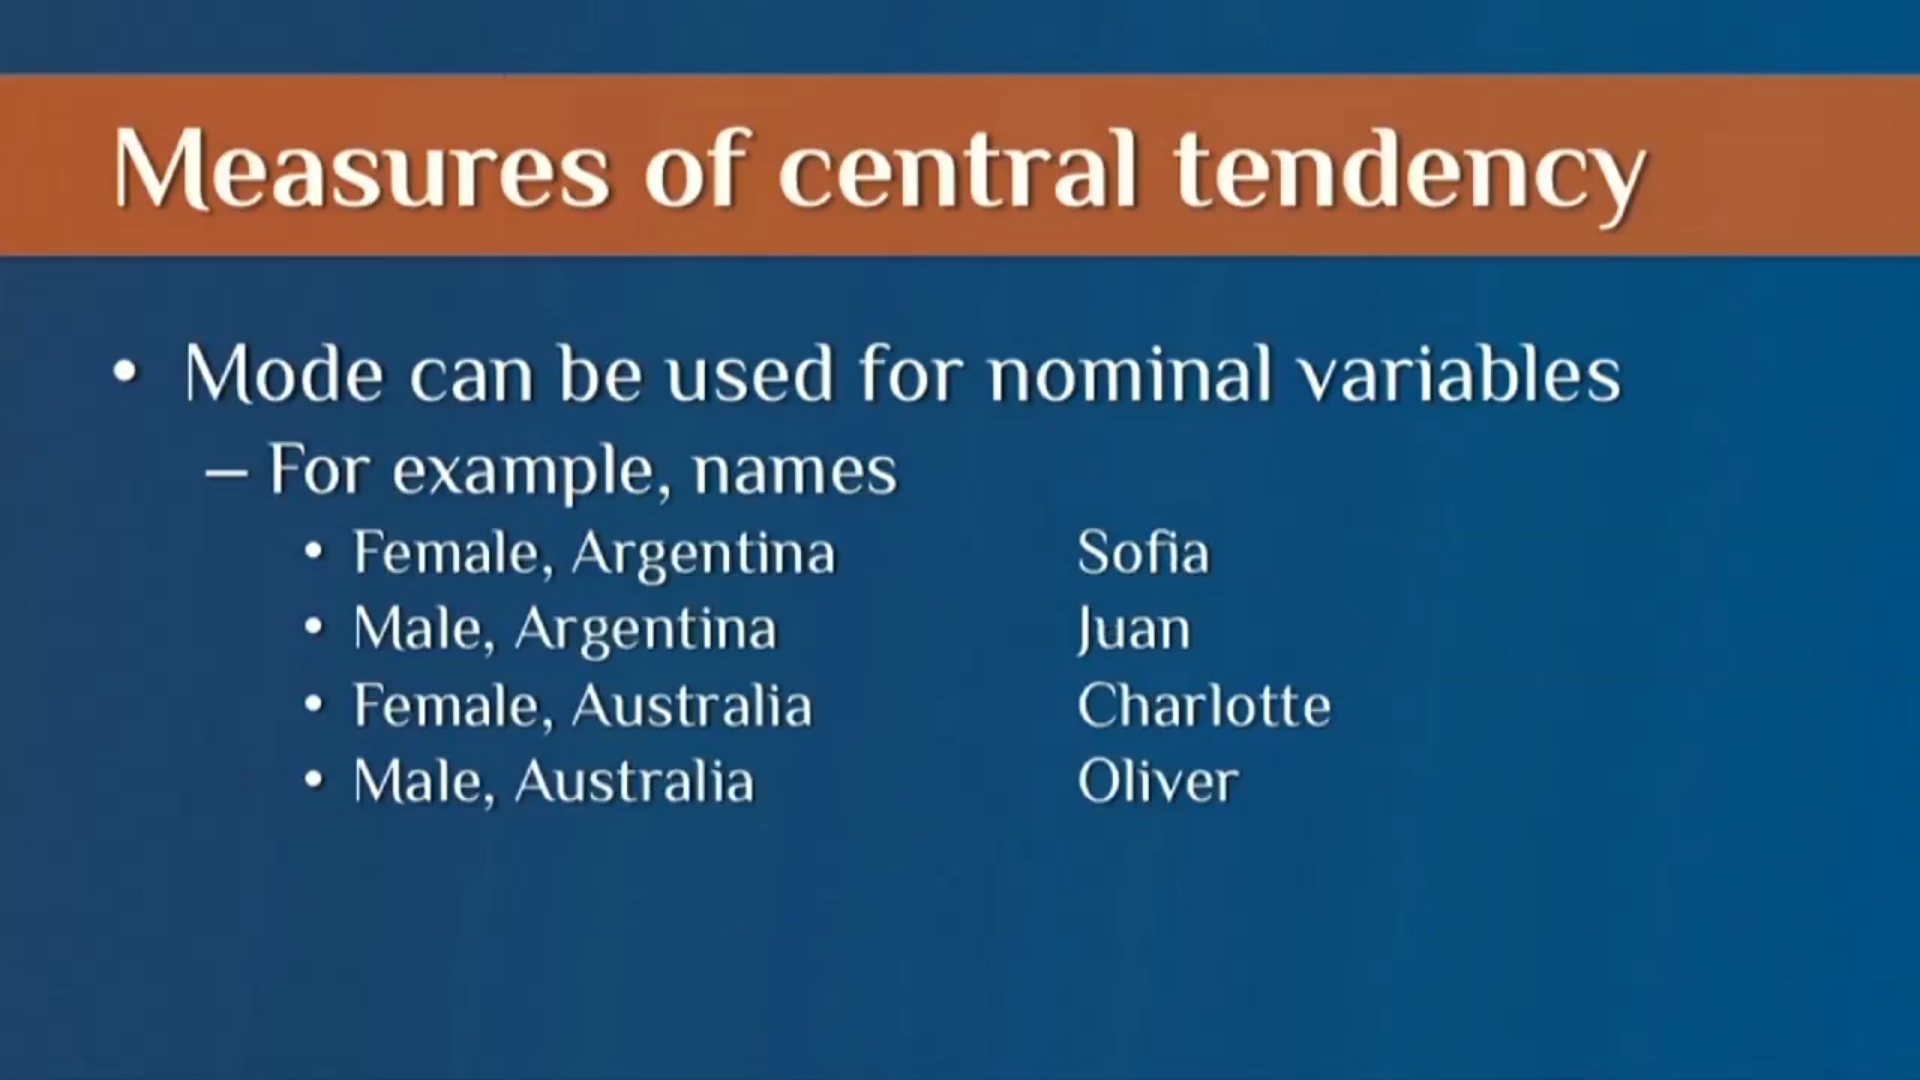 Measures of central tendency
• Mode can be used for nominal variables
– For example, names
• Female, Argentina Sofia
• Male, Argentina Juan
• Female, Australia Charlotte
• Male, Australia Oliver